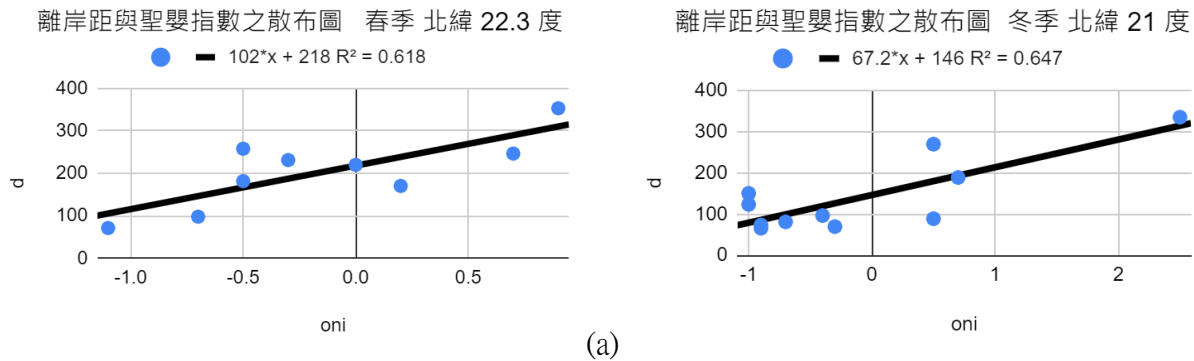 離岸距與聖嬰指數之散布圖 春季 北緯 22.3 度
102*x + 218 R² = 0.618
400
300
200
100
0
d
-1.0 -0.5 0.0 0.5
oni
離岸距與聖嬰指數之散布圖 冬季 北緯 21 度
67.2*x + 146 R² = 0.647
400
300
200
100
0
d
-1 0 1 2
oni
(a)